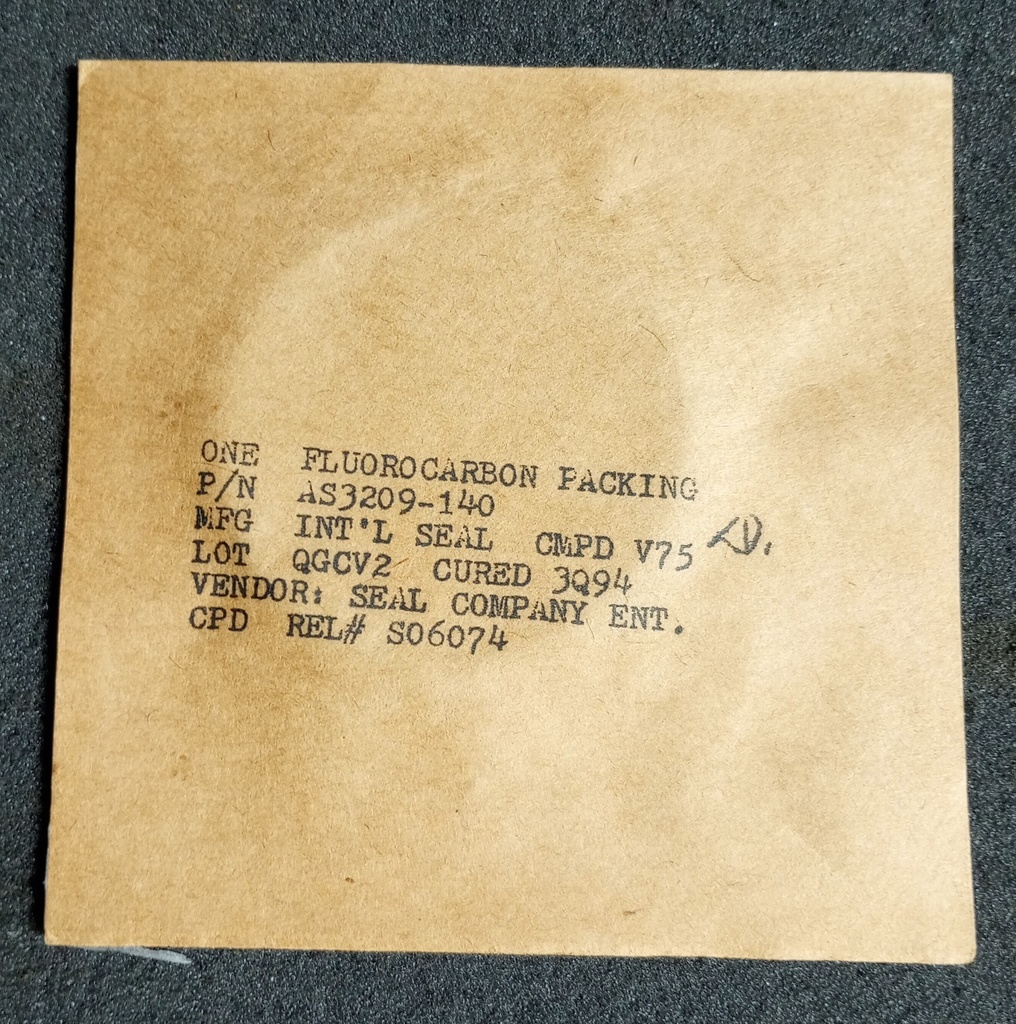 ONE FLUOROCARBON PACKING
P/N AS3209-140
MFG INT'L SEAL CMPD V75
LOT QGCV2 CURED 3Q94
VENDOR: SEAL COMPANY ENT.
CPD REL# S06074